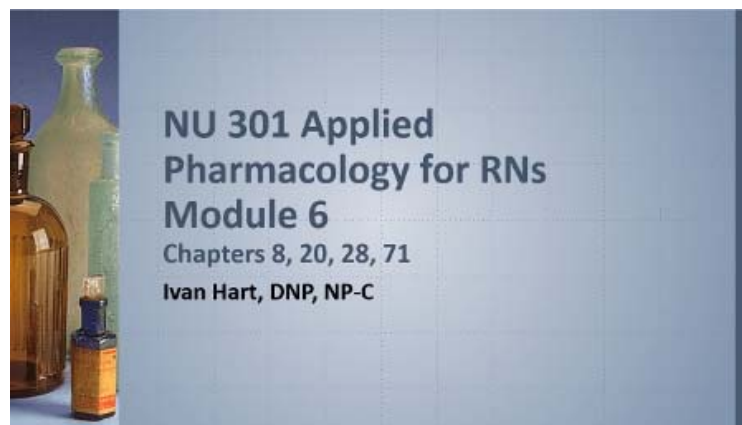 NU 301 Applied
Pharmacology for RNs
Module 6
Chapters 8, 20, 28, 71
Ivan Hart, DNP, NP-C